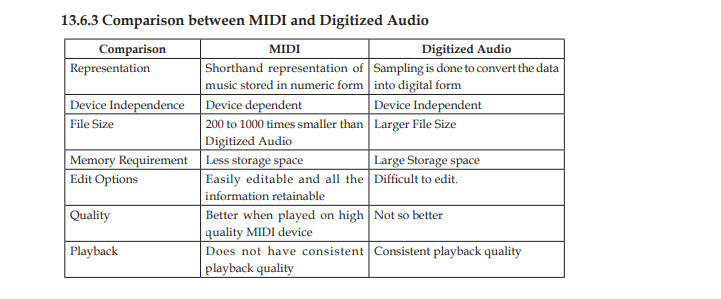 13.6.3 Comparison between MIDI and Digitized Audio
Comparison MIDI Digitized Audio
Representation Shorthand representation of Sampling is done to convert the data
music stored in numeric form into digital form
Device Independence Device dependent Device Independent
File Size 200 to 1000 times smaller than Larger File Size
Digitized Audio
Memory Requirement Less storage space Large Storage space
Edit Options Easily editable and all the Difficult to edit.
information retainable
Quality Better when played on high Not so better
quality MIDI device
Playback Does not have consistent Consistent playback quality
playback quality